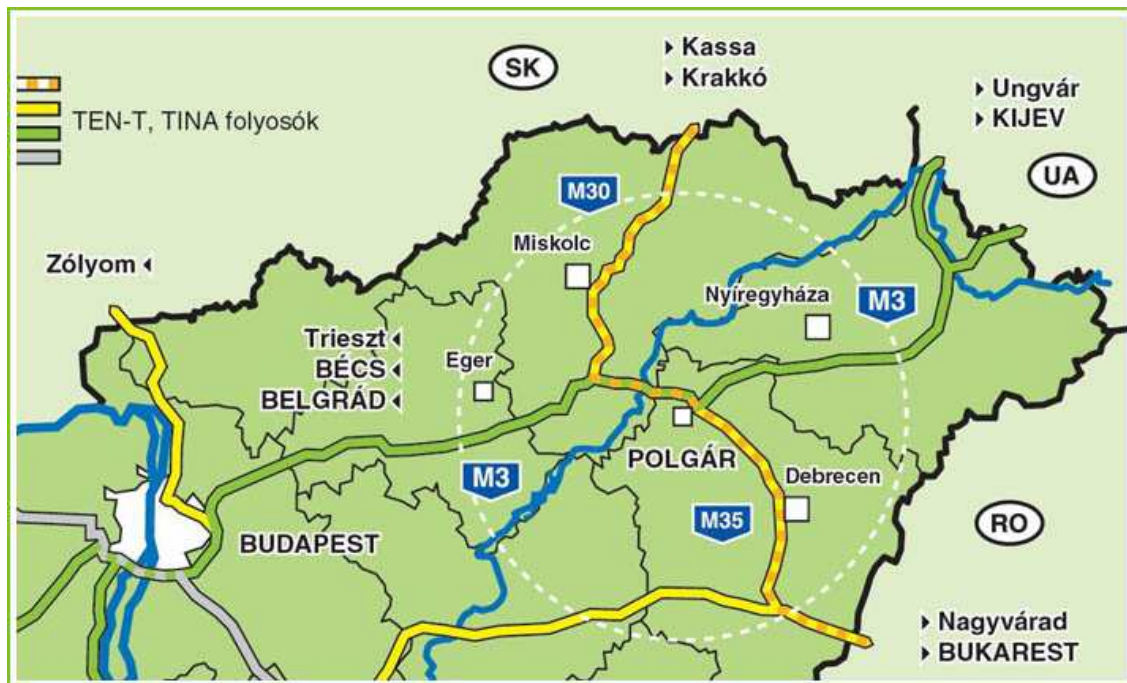 SK
Kassa
Krakkó
Ungvár
KIJEV
UA
TEN-T, TINA folyosók
M30
Miskolc
Zólyom
Nyíregyháza
M3
Trieszt
BÉCS
BELGRÁD
Eger
POLGÁR
M3
Debrecen
M35
BUDAPEST
RO
Nagyvárad
BUKAREST